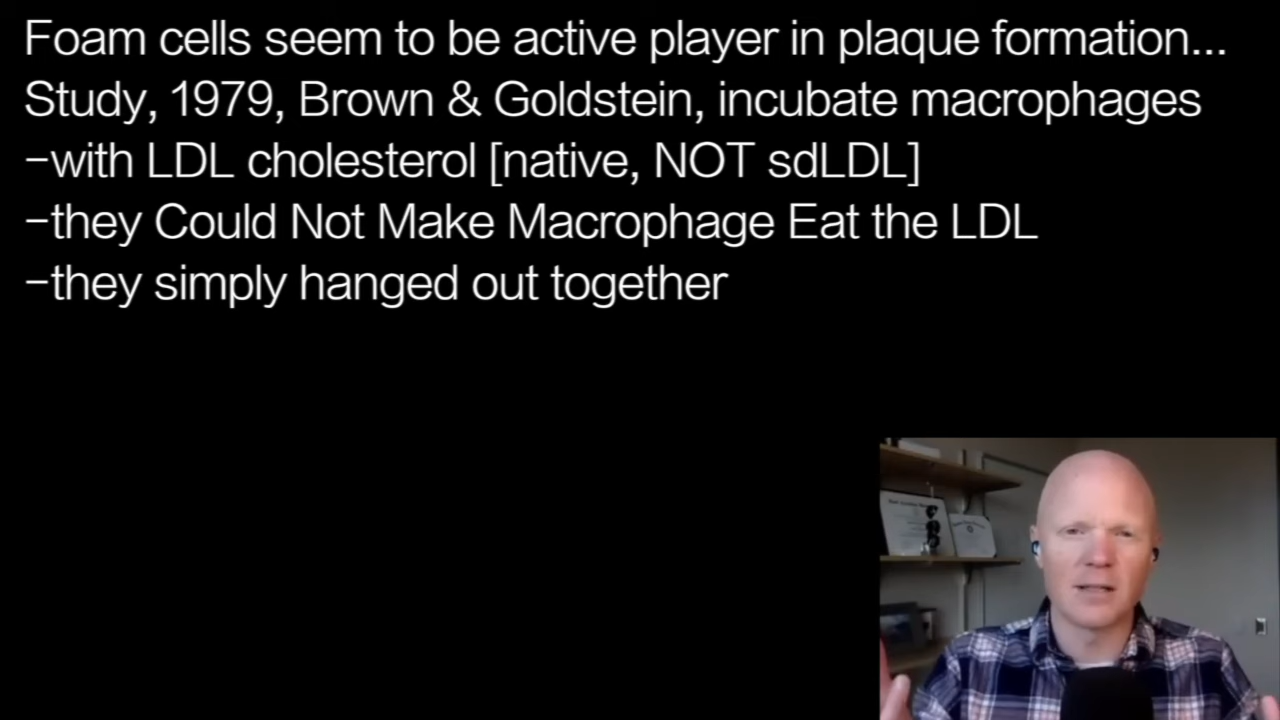 Foam cells seem to be active player in plaque formation...
Study, 1979, Brown & Goldstein, incubate macrophages
−with LDL cholesterol [native, NOT sdLDL]
−they Could Not Make Macrophage Eat the LDL
−they simply hanged out together